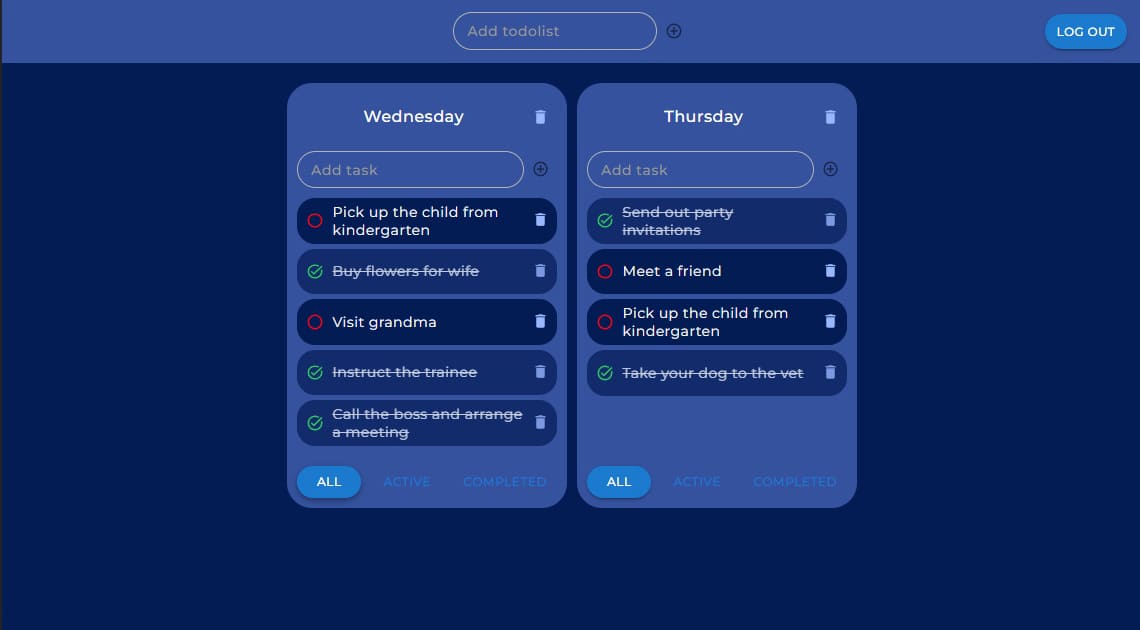 Add todolist
LOG OUT
Wednesday
Add task
Pick up the child from
kindergarten
Buy flowers for wife
Visit grandma
Instruct the trainee
Call the boss and arrange
a meeting
ALL ACTIVE COMPLETED
Thursday
Add task
Send out party
invitations
Meet a friend
Pick up the child from
kindergarten
Take your dog to the vet
ALL ACTIVE COMPLETED